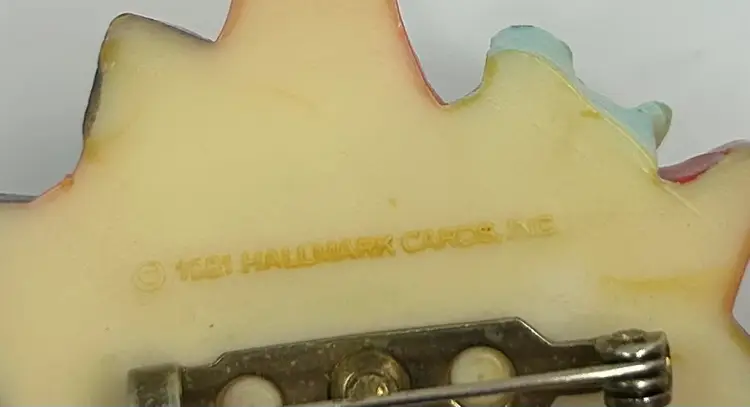 © 1981 HALLMARK CARDS, INC.